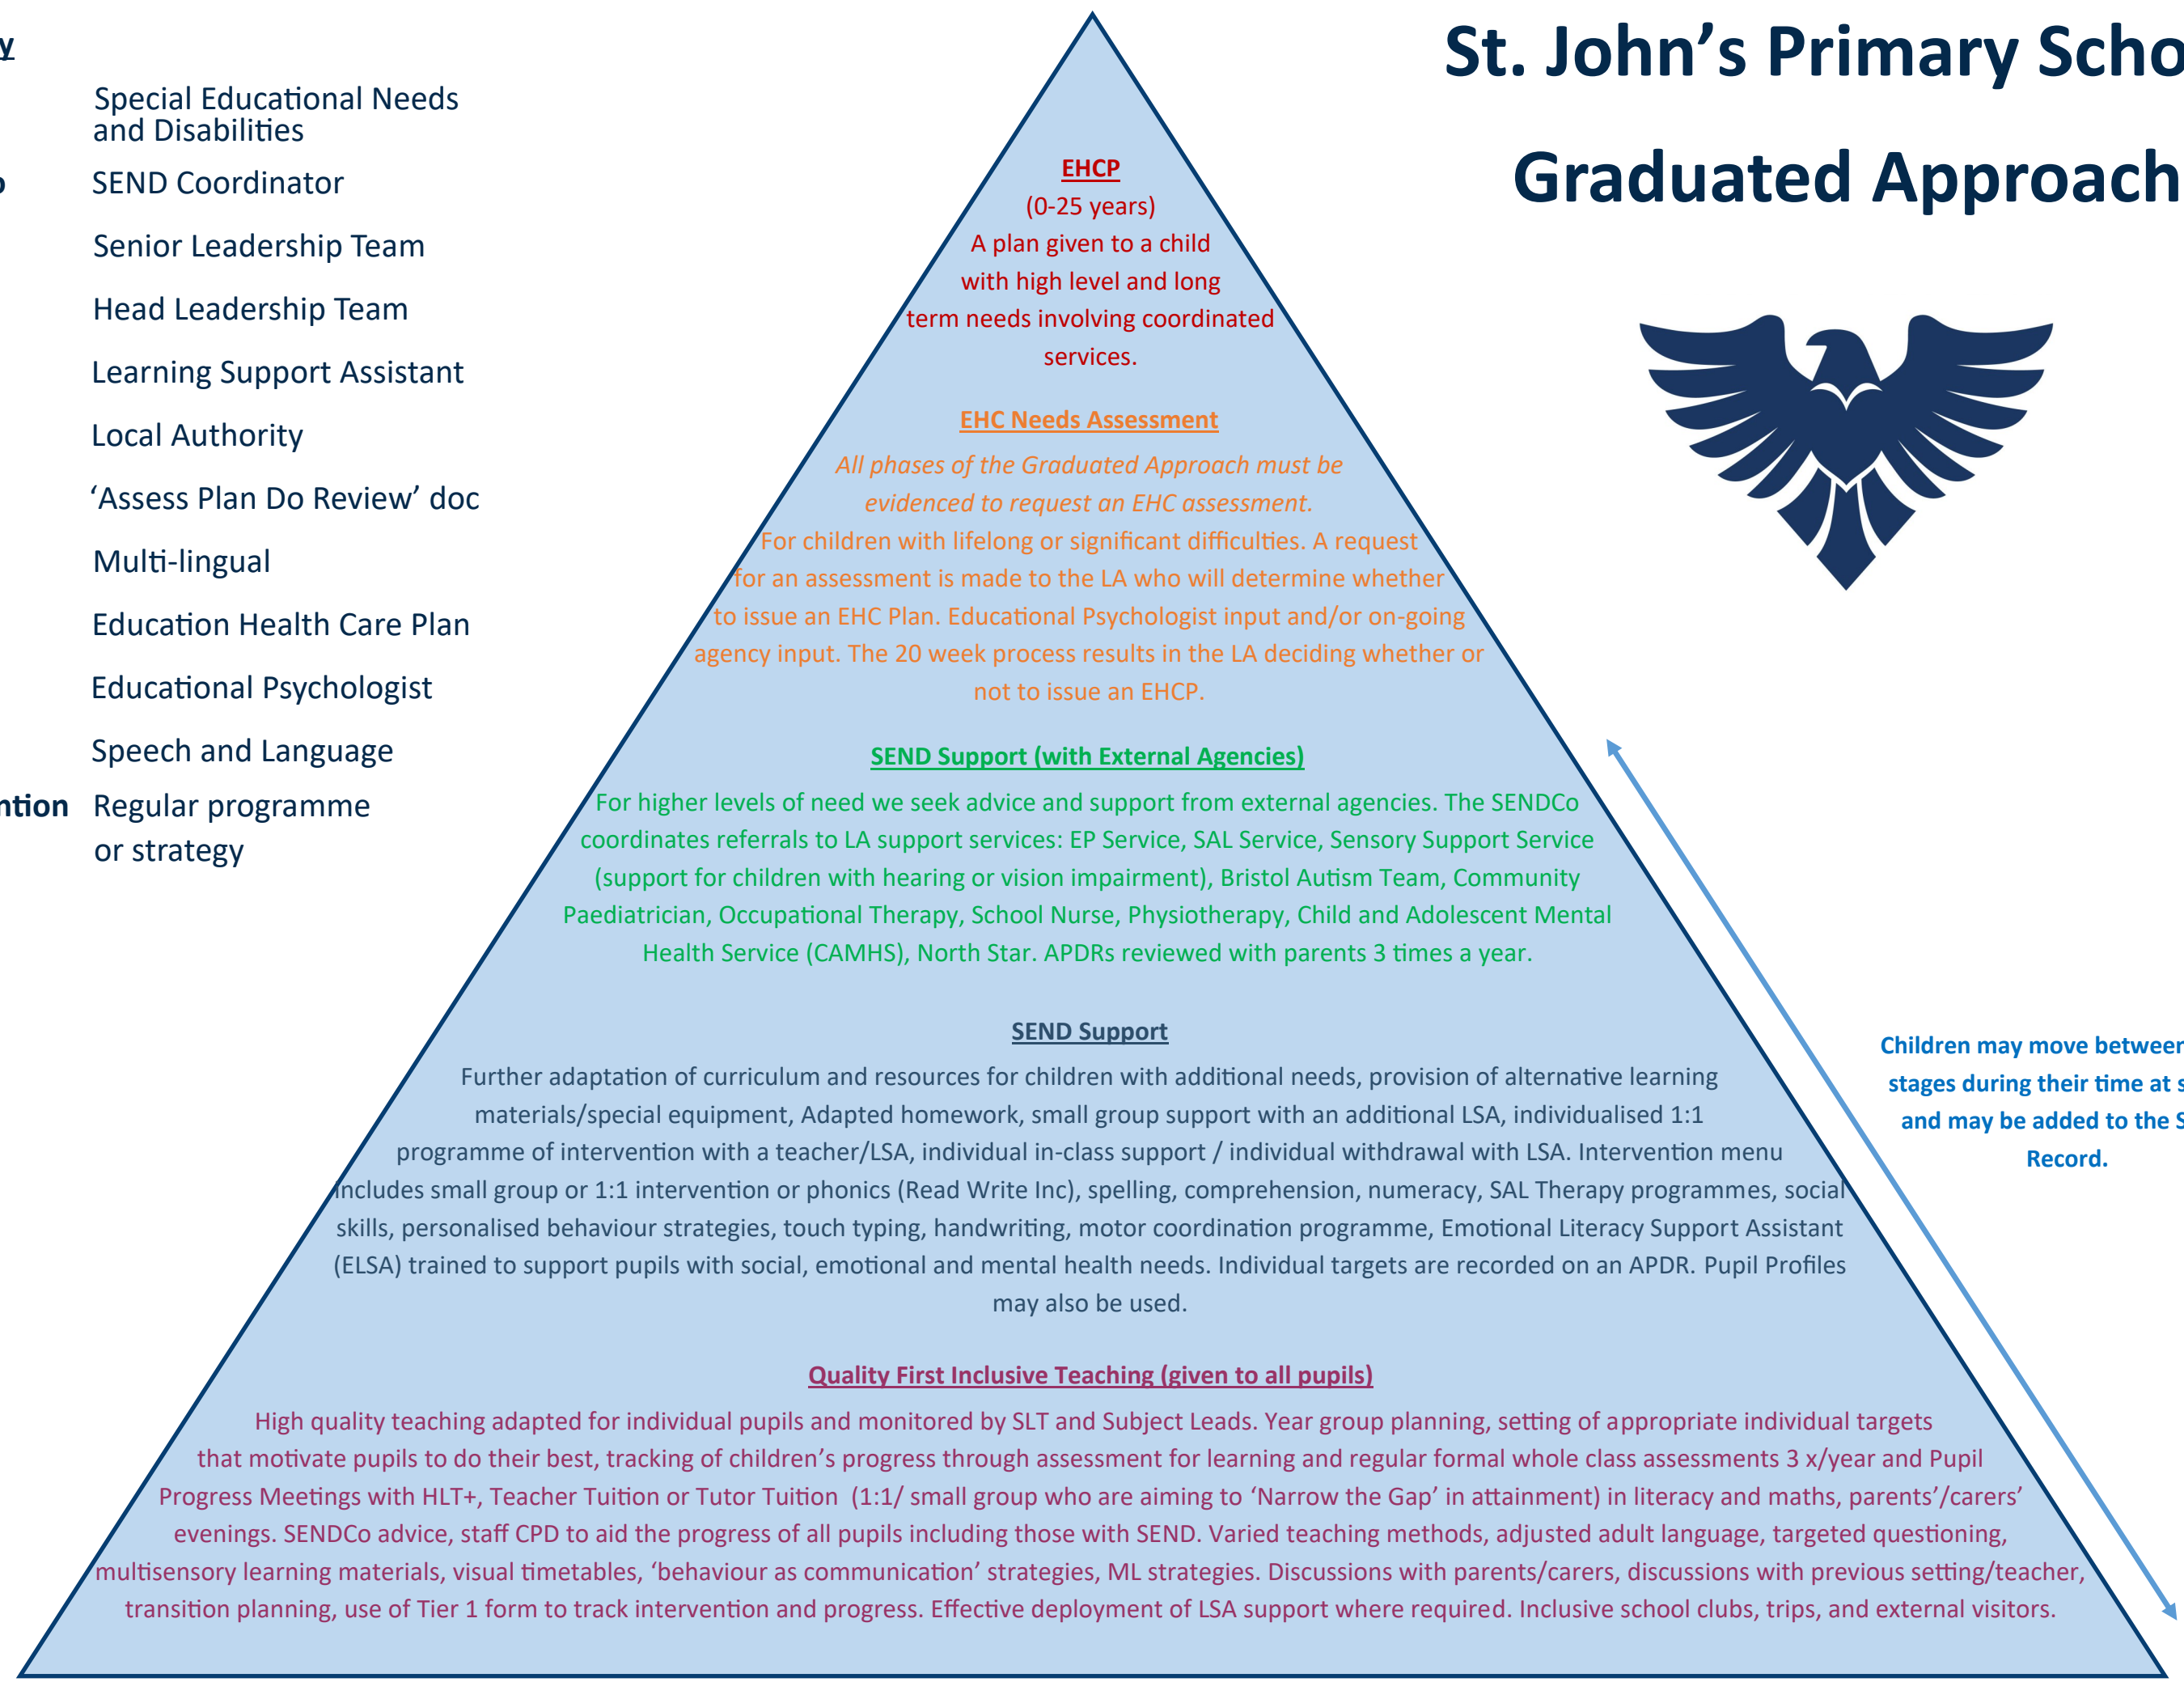 y
Special Educational Needs
and Disabilities
o SEND Coordinator
Senior Leadership Team
Head Leadership Team
Learning Support Assistant
Local Authority
‘Assess Plan Do Review’ doc
Multi-lingual
Education Health Care Plan
Educational Psychologist
Speech and Language
ntion Regular programme
or strategy
St. John’s Primary Scho
Graduated Approach
EHCP
(0-25 years)
A plan given to a child
with high level and long
term needs involving coordinated
services.
EHC Needs Assessment
All phases of the Graduated Approach must be
evidenced to request an EHC assessment.
For children with lifelong or significant difficulties. A request
for an assessment is made to the LA who will determine whether
to issue an EHC Plan. Educational Psychologist input and/or on-going
agency input. The 20 week process results in the LA deciding whether or
not to issue an EHCP.
SEND Support (with External Agencies)
For higher levels of need we seek advice and support from external agencies. The SENDCo
coordinates referrals to LA support services: EP Service, SAL Service, Sensory Support Service
(support for children with hearing or vision impairment), Bristol Autism Team, Community
Paediatrician, Occupational Therapy, School Nurse, Physiotherapy, Child and Adolescent Mental
Health Service (CAMHS), North Star. APDRs reviewed with parents 3 times a year.
SEND Support
Further adaptation of curriculum and resources for children with additional needs, provision of alternative learning
materials/special equipment, Adapted homework, small group support with an additional LSA, individualised 1:1
programme of intervention with a teacher/LSA, individual in-class support / individual withdrawal with LSA. Intervention menu
includes small group or 1:1 intervention or phonics (Read Write Inc), spelling, comprehension, numeracy, SAL Therapy programmes, social
skills, personalised behaviour strategies, touch typing, handwriting, motor coordination programme, Emotional Literacy Support Assistant
(ELSA) trained to support pupils with social, emotional and mental health needs. Individual targets are recorded on an APDR. Pupil Profiles
may also be used.
Children may move between
stages during their time at s
and may be added to the S
Record.
Quality First Inclusive Teaching (given to all pupils)
High quality teaching adapted for individual pupils and monitored by SLT and Subject Leads. Year group planning, setting of appropriate individual targets
that motivate pupils to do their best, tracking of children’s progress through assessment for learning and regular formal whole class assessments 3 x/year and Pupil
Progress Meetings with HLT+, Teacher Tuition or Tutor Tuition (1:1/ small group who are aiming to ‘Narrow the Gap’ in attainment) in literacy and maths, parents’/carers’
evenings. SENDCo advice, staff CPD to aid the progress of all pupils including those with SEND. Varied teaching methods, adjusted adult language, targeted questioning,
multisensory learning materials, visual timetables, ‘behaviour as communication’ strategies, ML strategies. Discussions with parents/carers, discussions with previous setting/teacher,
transition planning, use of Tier 1 form to track intervention and progress. Effective deployment of LSA support where required. Inclusive school clubs, trips, and external visitors.